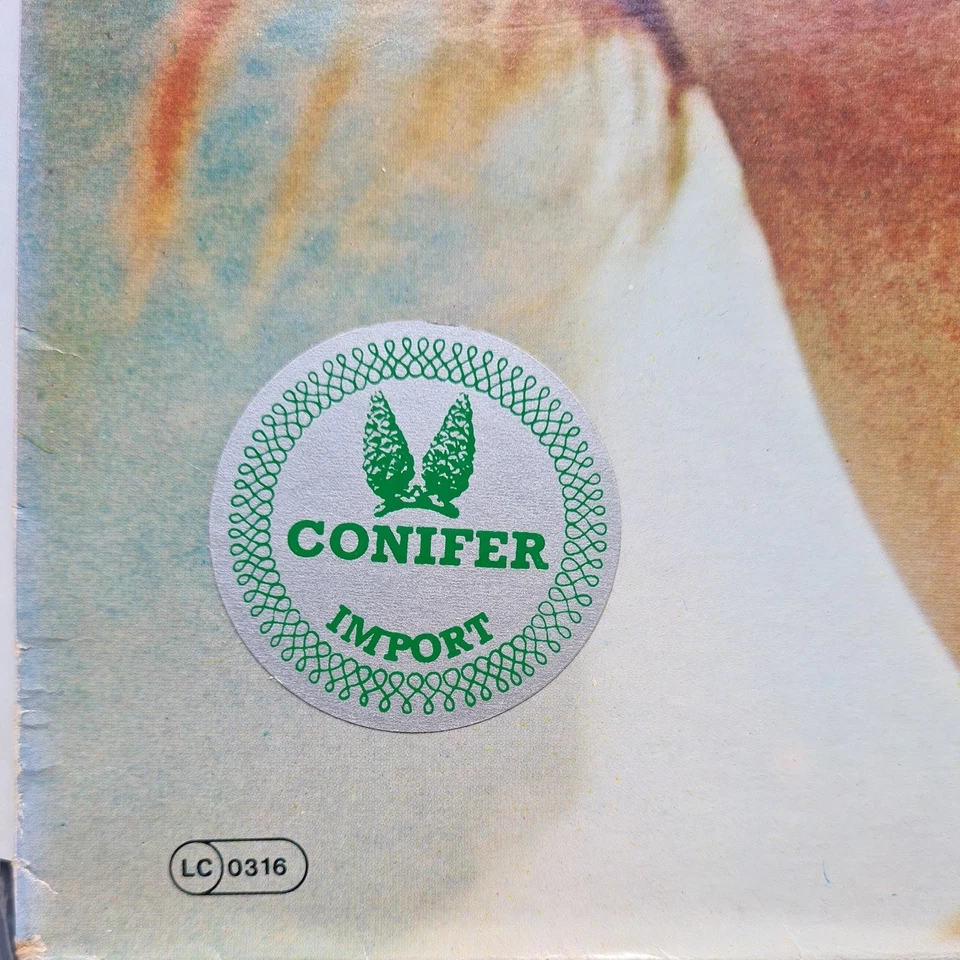 CONIFER
IMPORT
LC 0316